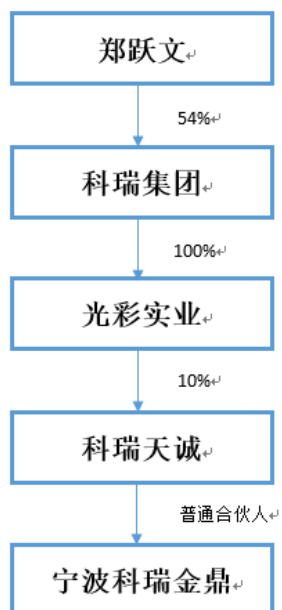 郑跃文
54%
科瑞集团
100%
光彩实业
10%
科瑞天诚
普通合伙人
宁波科瑞金鼎